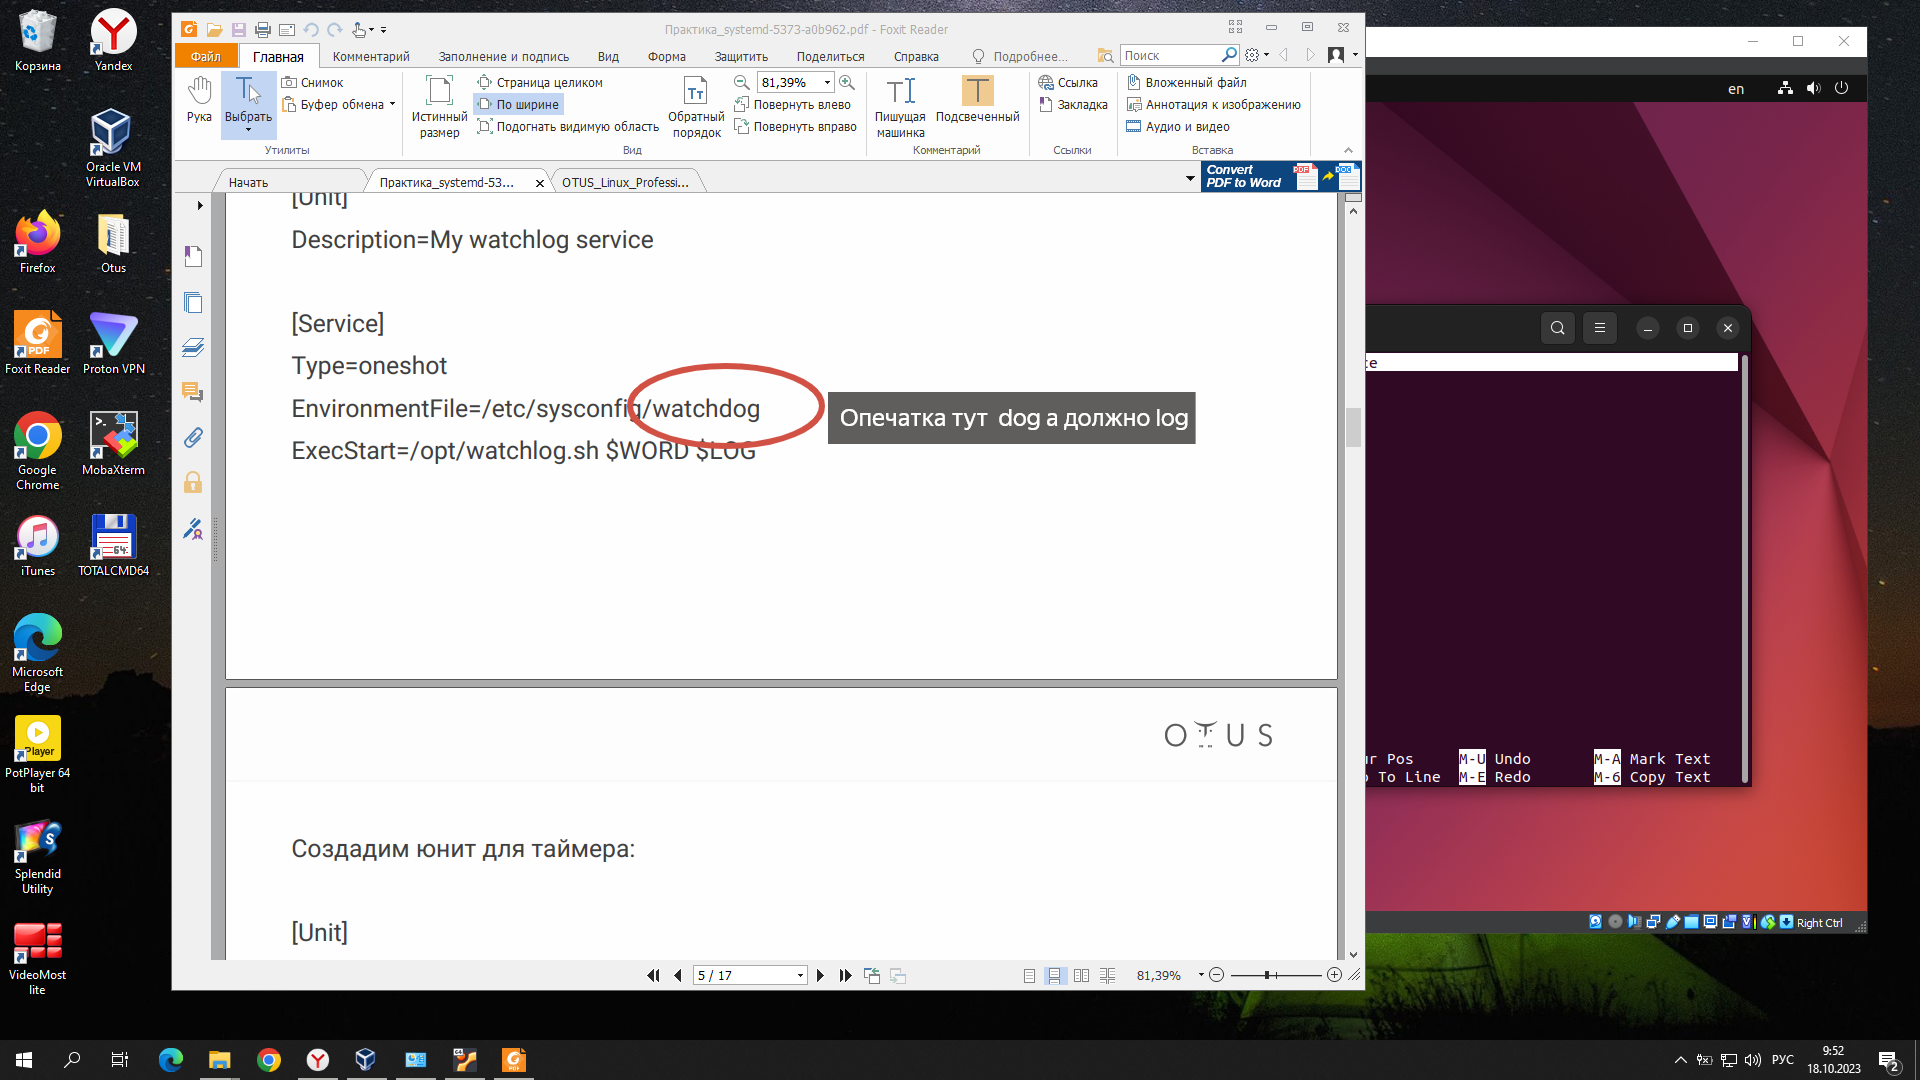 Корзина
Yandex
Oracle VM
VirtualBox
Firefox
Otus
Foxit Reader
Proton VPN
Google
Chrome
MobaXterm
iTunes
TOTALCMD64
Microsoft
Edge
PotPlayer 64
bit
Splendid
Utility
VideoMost
lite
Практика_systemd-5373-a0b962.pdf - Foxit Reader
Файл
Главная
Комментарий
Заполнение и подпись
Вид
Форма
Защитить
Поделиться
Справка
Подробнее...
Поиск
Рука
Выбрать
Снимок
Буфер обмена
Утилиты
Истинный
размер
Страница целиком
По ширине
Подогнать видимую область
Обратный
порядок
81,39%
Повернуть влево
Повернуть вправо
Вид
Пишущая
машинка
Подсвеченный
Комментарий
Ссылка
Закладка
Ссылки
Вложенный файл
Аннотация к изображению
Аудио и видео
Вставка
Начать
Практика_systemd-53...
OTUS_Linux_Professi...
Convert
PDF to Word
[Unit]
Description=My watchlog service
[Service]
Type=oneshot
EnvironmentFile=/etc/sysconfig/watchdog
ExecStart=/opt/watchlog.sh $WORD $LOG
Опечатка тут  dog а должно log
OTUS
Создадим юнит для таймера:
[Unit]
5 / 17
81,39%
en
ce
ur Pos
M-U Undo
M-A Mark Text
o To Line
M-E Redo
M-6 Copy Text
Right Ctrl
РУС
9:52
18.10.2023
2